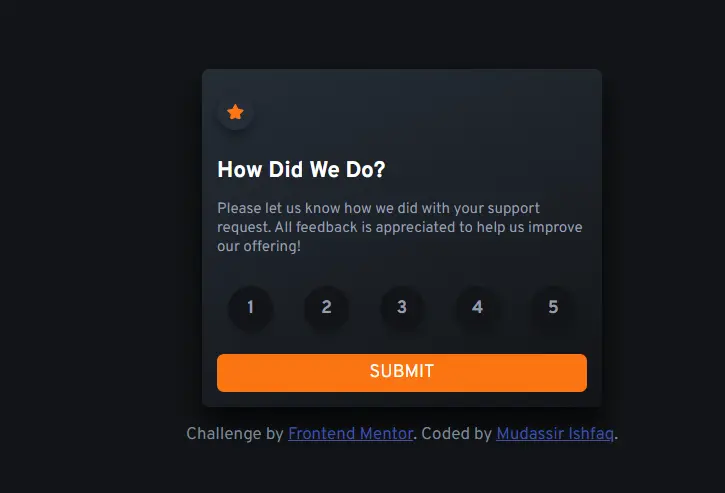 How Did We Do?
Please let us know how we did with your support
request. All feedback is appreciated to help us improve
our offering!
1 2 3 4 5
SUBMIT
Challenge by Frontend Mentor. Coded by Mudassir Ishfaq.